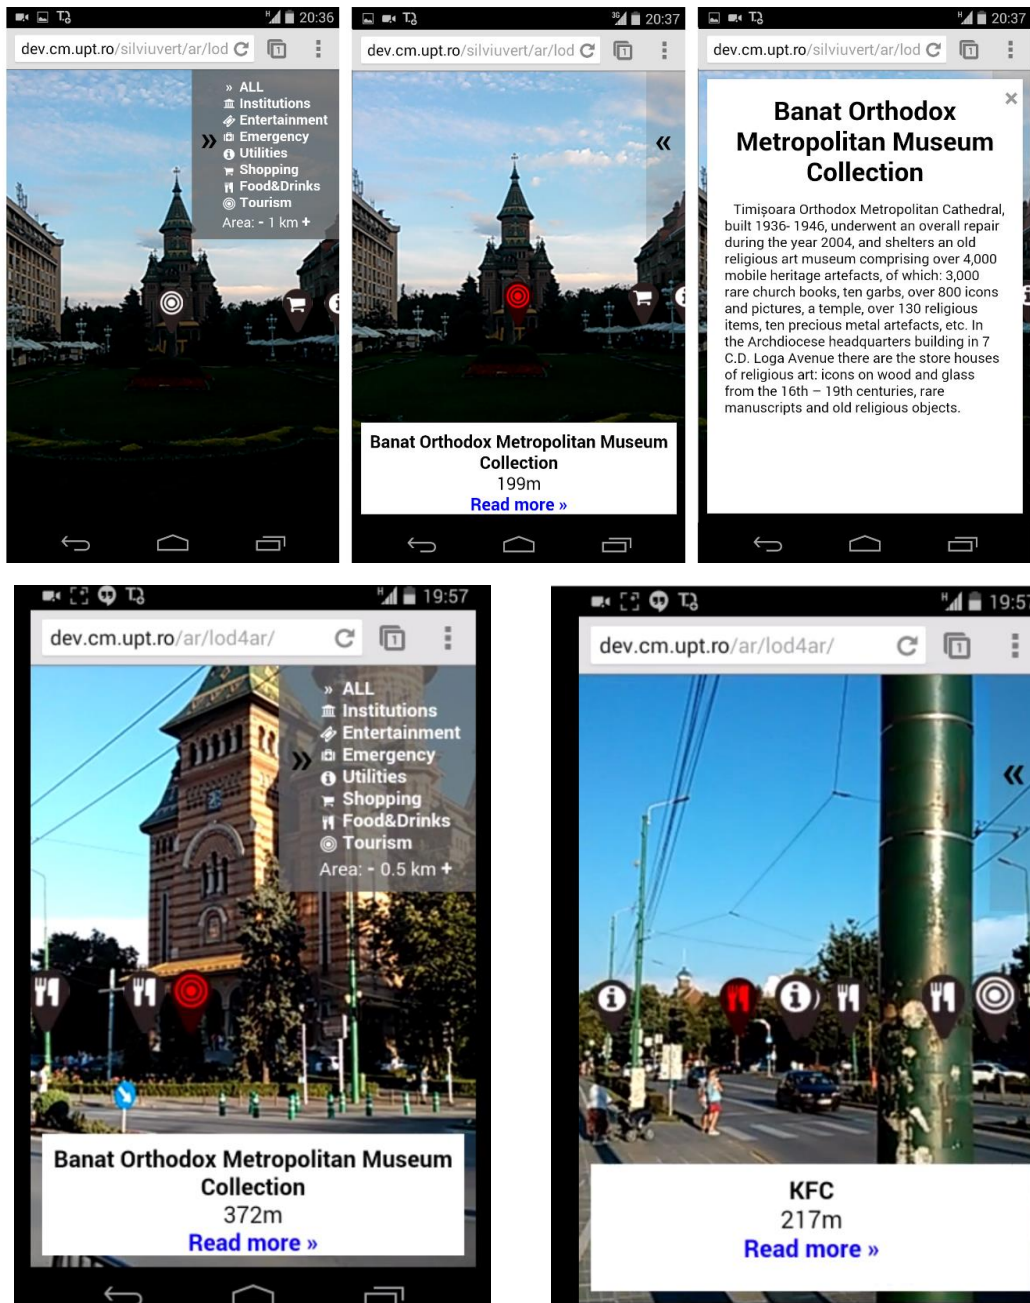 H 20:36
dev.cm.upt.ro/silviuvert/ar/lod
1
» ALL
Institutions
Entertainment
Emergency
Utilities
Shopping
Food&Drinks
Tourism
Area: - 1 km +
3G 20:37
dev.cm.upt.ro/silviuvert/ar/lod
1
Banat Orthodox Metropolitan Museum
Collection
199m
Read more »
H 20:37
dev.cm.upt.ro/silviuvert/ar/lod
1
Banat Orthodox
Metropolitan Museum
Collection
Timișoara Orthodox Metropolitan Cathedral,
built 1936- 1946, underwent an overall repair
during the year 2004, and shelters an old
religious art museum comprising over 4,000
mobile heritage artefacts, of which: 3,000
rare church books, ten garbs, over 800 icons
and pictures, a temple, over 130 religious
items, ten precious metal artefacts, etc. In
the Archdiocese headquarters building in 7
C.D. Loga Avenue there are the store houses
of religious art: icons on wood and glass
from the 16th – 19th centuries, rare
manuscripts and old religious objects.
H 19:57
dev.cm.upt.ro/ar/lod4ar/
1
» ALL
Institutions
Entertainment
Emergency
Utilities
Shopping
Food&Drinks
Tourism
Area: - 0.5 km +
Banat Orthodox Metropolitan Museum
Collection
372m
Read more »
H 19:57
dev.cm.upt.ro/ar/lod4ar/
1
KFC
217m
Read more »